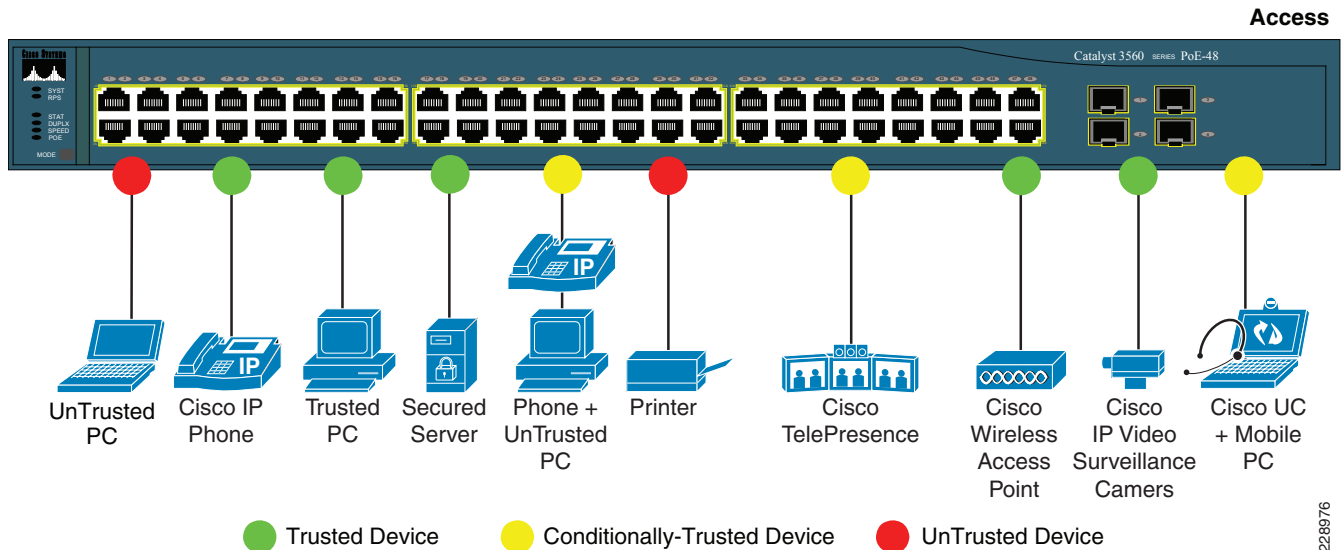 Access
CISCO SYSTEMS
Catalyst 3560 SERIES PoE-48
SYST
RPS
STAT
DUPLX
SPEED
POE
MODE
IP
IP
UnTrusted
PC
Cisco IP
Phone
Trusted
PC
Secured
Server
Phone +
UnTrusted
PC
Printer
Cisco
TelePresence
Cisco
Wireless
Access
Point
Cisco
IP Video
Surveillance
Camers
Cisco UC
+ Mobile
PC
Trusted Device
Conditionally-Trusted Device
UnTrusted Device
228976